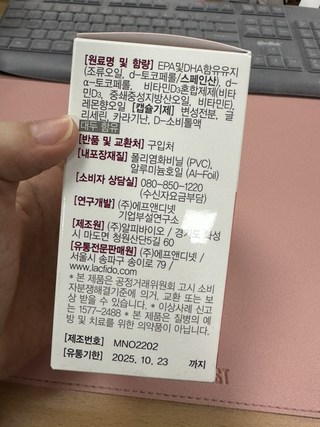 [원료명 및 함량] EPA및DHA함유유지
(조류오일, d-토코페롤/스페인산), d-
α-토코페롤, 비타민D₃혼합제제(비타
민D₃, 중쇄중성지방산오일, 비타민E),
레몬향오일 [캡슐기제] 변성전분, 글
리세린, 카라기난, D-소비톨액
대두 함유
[반품 및 교환처] 구입처
[내포장재질] 폴리염화비닐 (PVC),
알루미늄호일 (Al-Foil)
[소비자 상담실] 080-850-1220
(수신자요금부담)
[연구개발] (주)에프앤디넷
기업부설연구소
[제조원] (주)알피바이오 / 경기도 화성
시 마도면 청원산단5길 60
[유통전문판매원] (주)에프앤디넷 /
서울시 송파구 송이로 79 /
www.lacfido.com
* 본 제품은 공정거래위원회 고시 소비
자분쟁해결기준에 의거, 교환 또는 보
상 받을 수 있습니다. * 이상사례 신고
는 1577-2488 * 본 제품은 질병의 예
방 및 치료를 위한 의약품이 아닙니다.
[제조번호] MNO2202
[유통기한] 2025. 10. 23 까지